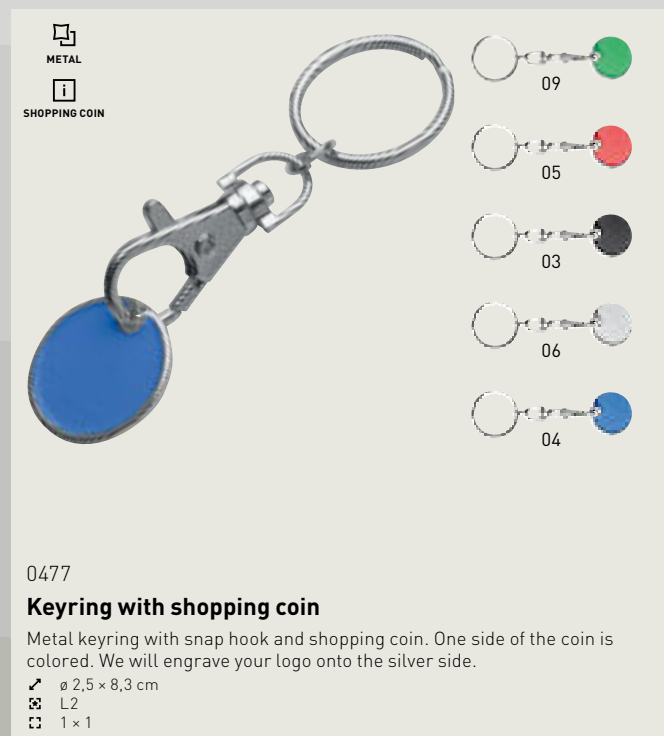 METAL
i
SHOPPING COIN
09
05
03
06
04
0477
Keyring with shopping coin
Metal keyring with snap hook and shopping coin. One side of the coin is
colored. We will engrave your logo onto the silver side.
ø 2,5 × 8,3 cm
L2
1 × 1